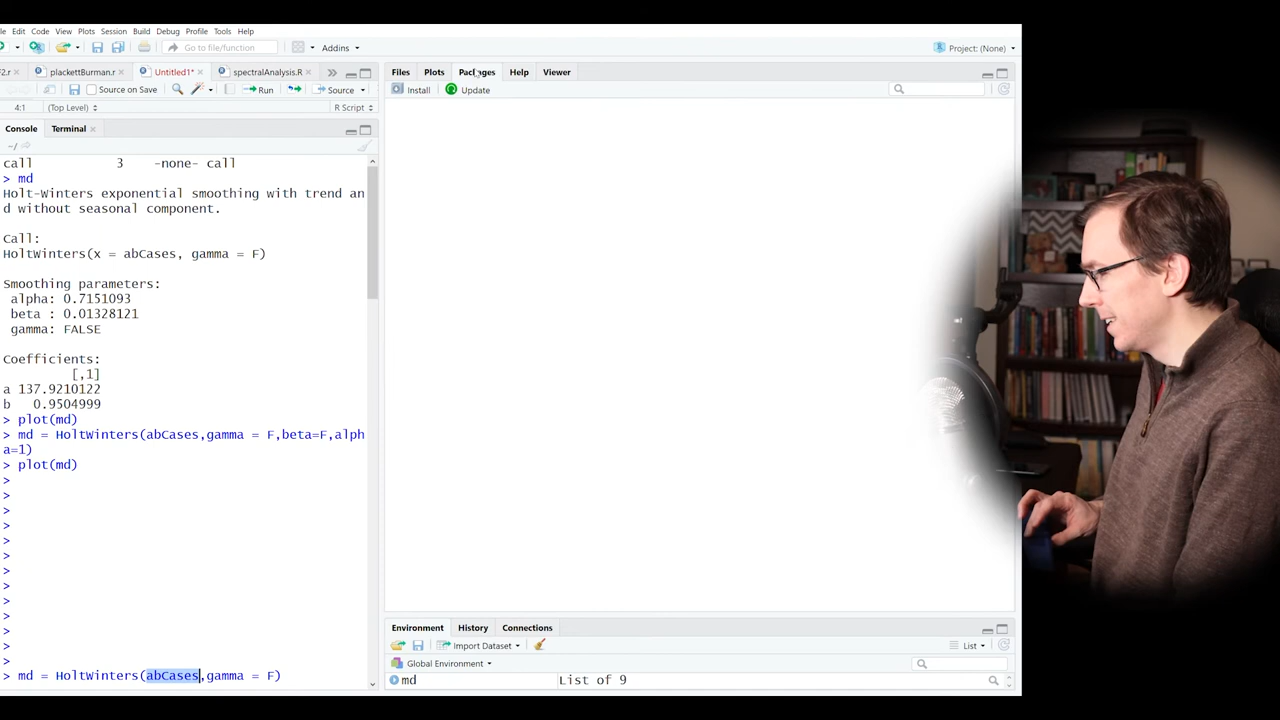 le Edit Code View Plots Session Build Debug Profile Tools Help
Go to file/function Addins Project: (None)
F2.r plackettBurman.r Untitled1* spectralAnalysis.R
Source on Save Run Source
4:1 (Top Level) R Script
Console Terminal
~/
call 3 -none- call
> md
Holt-Winters exponential smoothing with trend an
d without seasonal component.
Call:
HoltWinters(x = abCases, gamma = F)
Smoothing parameters:
alpha: 0.7151093
beta : 0.01328121
gamma: FALSE
Coefficients:
[,1]
a 137.9210122
b 0.9504999
> plot(md)
> md = HoltWinters(abCases,gamma = F,beta=F,alph
a=1)
> plot(md)
>
>
>
>
>
>
>
>
>
>
>
>
>
> md = HoltWinters(abCases,gamma = F)
Files Plots Packages Help Viewer
Install Update
Environment History Connections
Import Dataset List
Global Environment
md List of 9